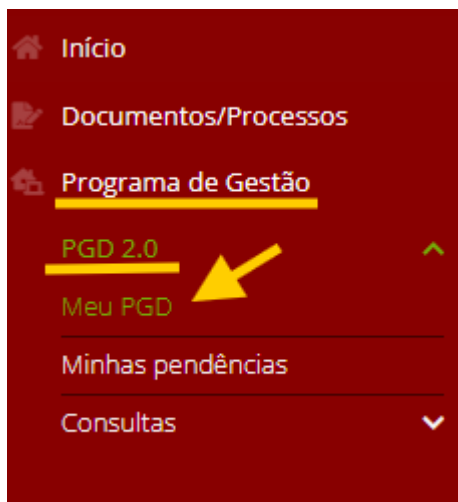 Início
Documentos/Processos
Programa de Gestão
PGD 2.0
Meu PGD
Minhas pendências
Consultas